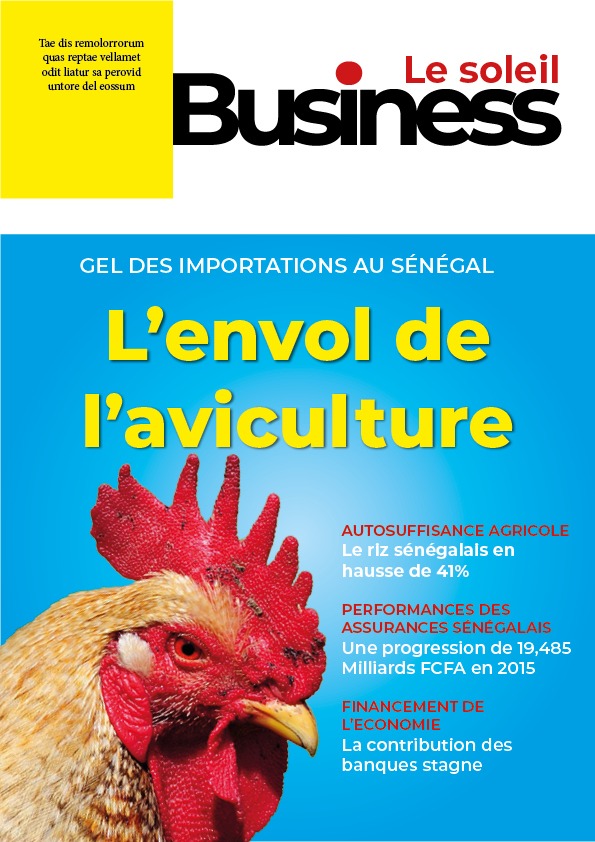 Tae dis remolorrorum
quas reptae vellamet
odit liatur sa perovid
untore del eossum
Le soleil
Business
GEL DES IMPORTATIONS AU SÉNÉGAL
L’envol de
l’aviculture
AUTOSUFFISANCE AGRICOLE
Le rIz sénégalaIs en
hausse de 41%
PERFORMANCES DES
ASSURANCES SÉNÉGALAIS
Une progression de 19,485
Milliards FCFA en 2015
FINANCEMENT DE
L’ECONOMIE
La contribution des
banques stagne